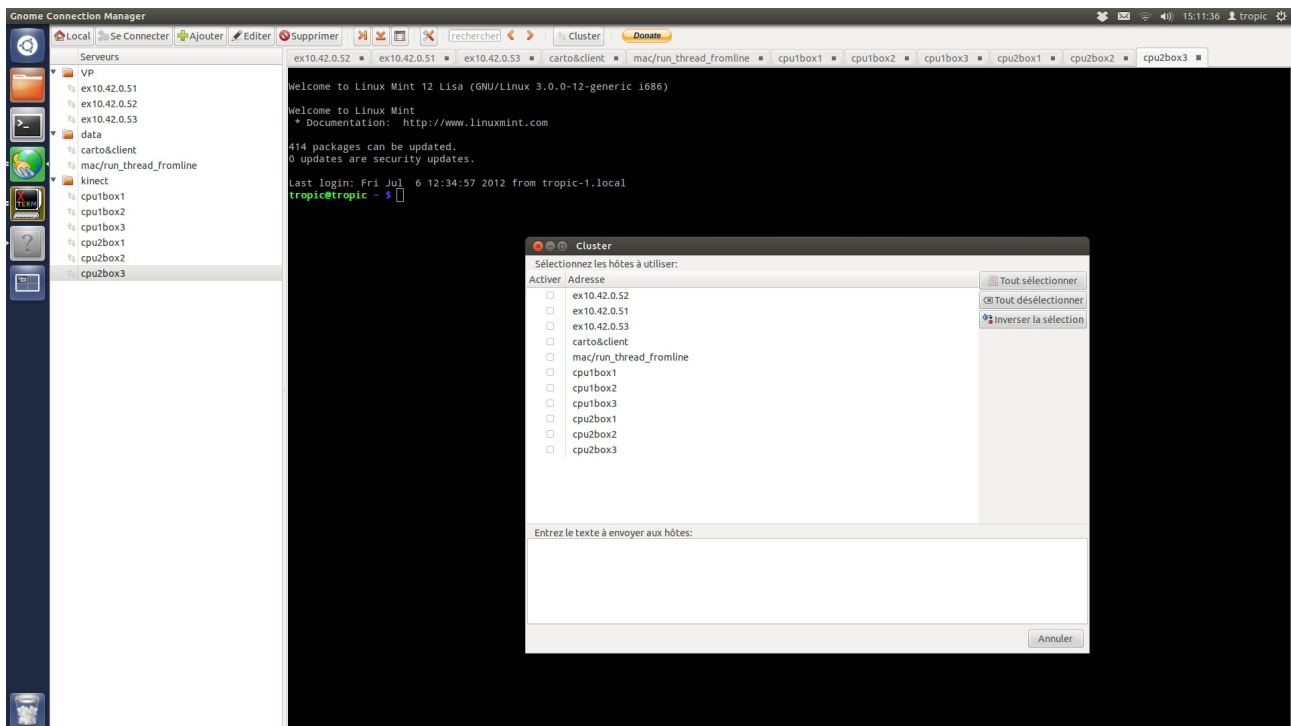 Gnome Connection Manager
15:11:36 tropic
Local Se Connecter Ajouter Editer Supprimer rechercher Cluster Donate
Serveurs
VP
ex10.42.0.51
ex10.42.0.52
ex10.42.0.53
data
carto&client
mac/run_thread_fromline
kinect
cpu1box1
cpu1box2
cpu1box3
cpu2box1
cpu2box2
cpu2box3
ex10.42.0.52 ex10.42.0.51 ex10.42.0.53 carto&client mac/run_thread_fromline cpu1box1 cpu1box2 cpu1box3 cpu2box1 cpu2box2 cpu2box3
Welcome to Linux Mint 12 Lisa (GNU/Linux 3.0.0-12-generic i686)
Welcome to Linux Mint
* Documentation: http://www.linuxmint.com
414 packages can be updated.
0 updates are security updates.
Last login: Fri Jul 6 12:34:57 2012 from tropic-1.local
tropic@tropic ~ $
Cluster
Sélectionnez les hôtes à utiliser:
Activer Adresse
ex10.42.0.52
ex10.42.0.51
ex10.42.0.53
carto&client
mac/run_thread_fromline
cpu1box1
cpu1box2
cpu1box3
cpu2box1
cpu2box2
cpu2box3
Tout sélectionner
Tout désélectionner
Inverser la sélection
Entrez le texte à envoyer aux hôtes:
Annuler
X
TERM